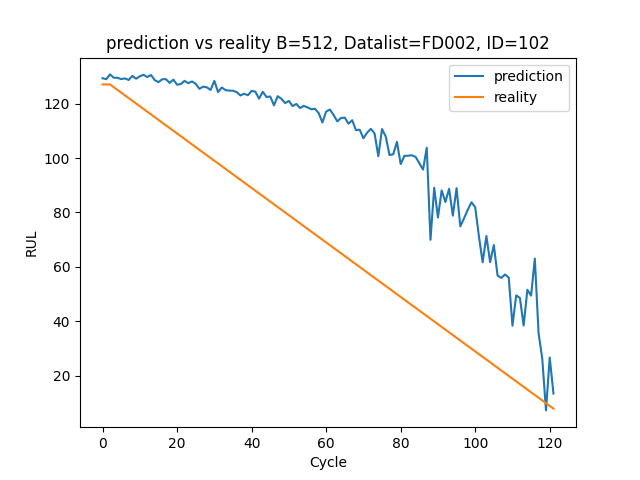 prediction vs reality B=512, Datalist=FD002, ID=102
prediction
reality
120
100
80
60
40
20
RUL
0 20 40 60 80 100 120
Cycle